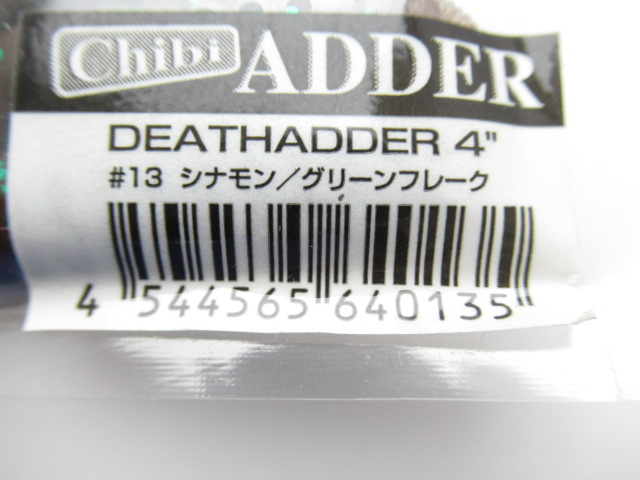 Chibi ADDER
DEATHADDER 4"
#13 シナモン／グリーンフレーク
4 544565 640135